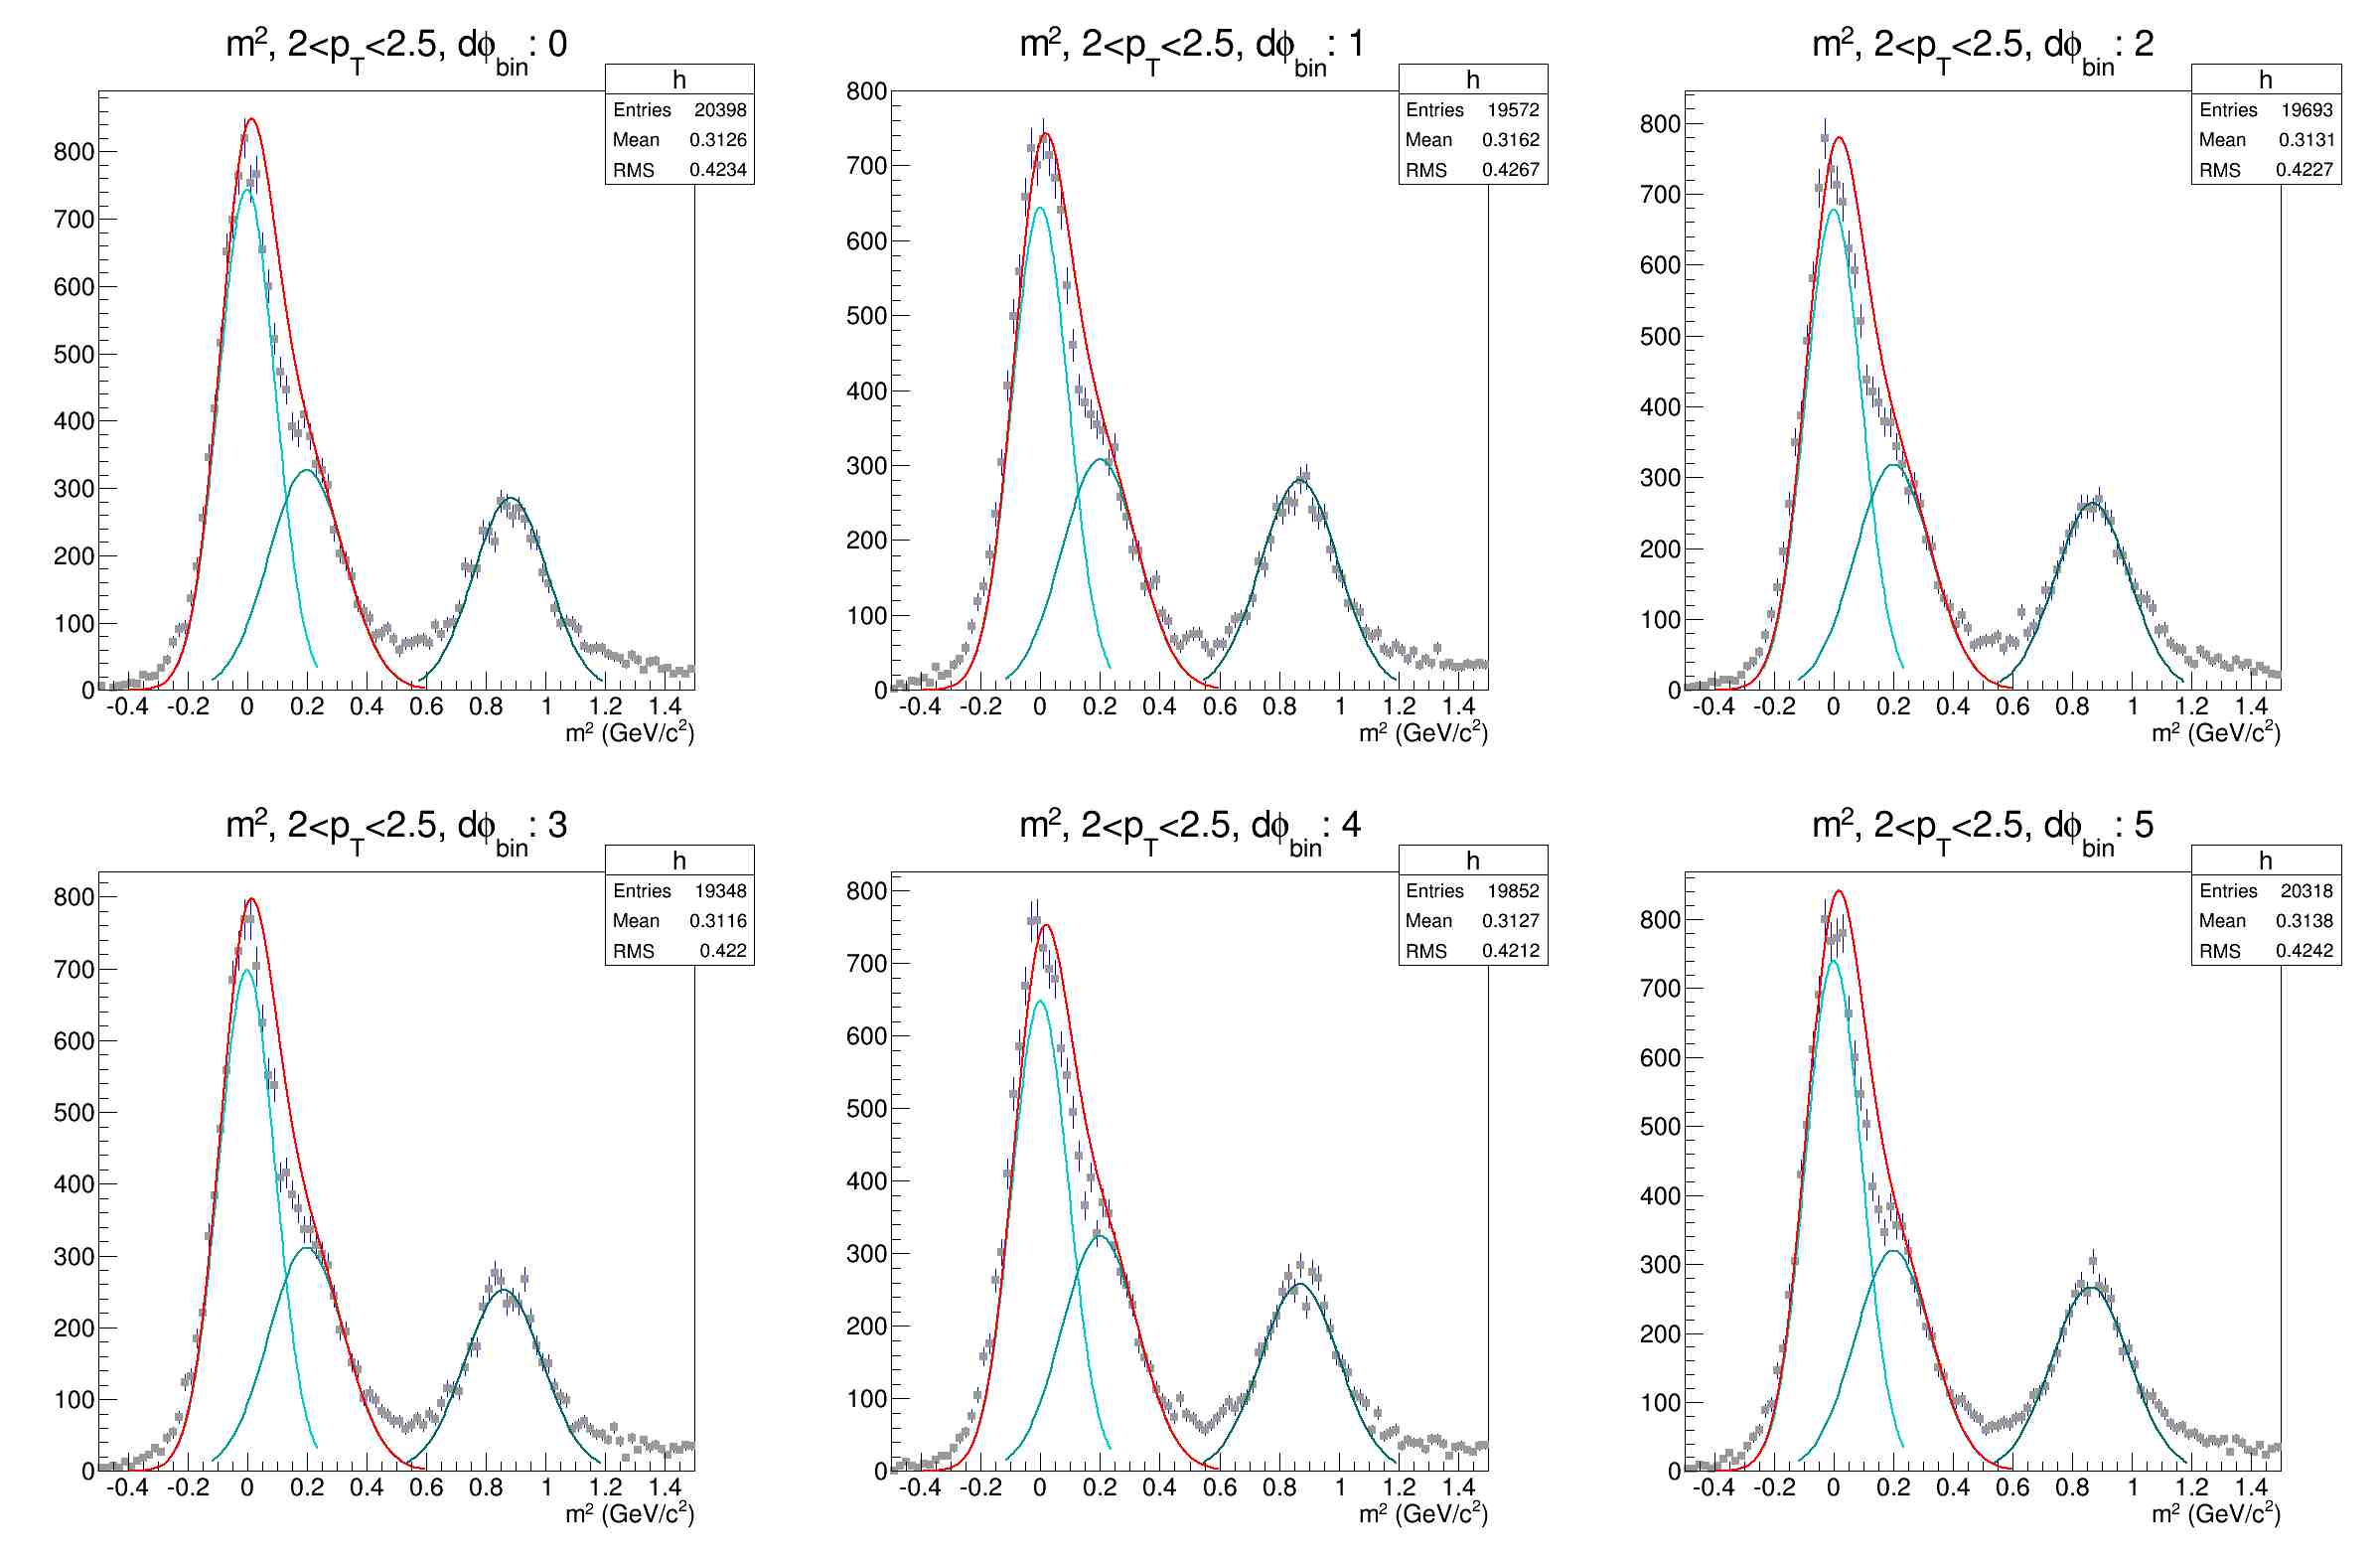 m², 2<p_T<2.5, dϕ_bin: 0
h
Entries 20398
Mean 0.3126
RMS 0.4234
800
700
600
500
400
300
200
100
0
-0.4 -0.2 0 0.2 0.4 0.6 0.8 1 1.2 1.4
m² (GeV/c²)
m², 2<p_T<2.5, dϕ_bin: 1
h
Entries 19572
Mean 0.3162
RMS 0.4267
800
700
600
500
400
300
200
100
0
-0.4 -0.2 0 0.2 0.4 0.6 0.8 1 1.2 1.4
m² (GeV/c²)
m², 2<p_T<2.5, dϕ_bin: 2
h
Entries 19693
Mean 0.3131
RMS 0.4227
800
700
600
500
400
300
200
100
0
-0.4 -0.2 0 0.2 0.4 0.6 0.8 1 1.2 1.4
m² (GeV/c²)
m², 2<p_T<2.5, dϕ_bin: 3
h
Entries 19348
Mean 0.3116
RMS 0.422
800
700
600
500
400
300
200
100
0
-0.4 -0.2 0 0.2 0.4 0.6 0.8 1 1.2 1.4
m² (GeV/c²)
m², 2<p_T<2.5, dϕ_bin: 4
h
Entries 19852
Mean 0.3127
RMS 0.4212
800
700
600
500
400
300
200
100
0
-0.4 -0.2 0 0.2 0.4 0.6 0.8 1 1.2 1.4
m² (GeV/c²)
m², 2<p_T<2.5, dϕ_bin: 5
h
Entries 20318
Mean 0.3138
RMS 0.4242
800
700
600
500
400
300
200
100
0
-0.4 -0.2 0 0.2 0.4 0.6 0.8 1 1.2 1.4
m² (GeV/c²)